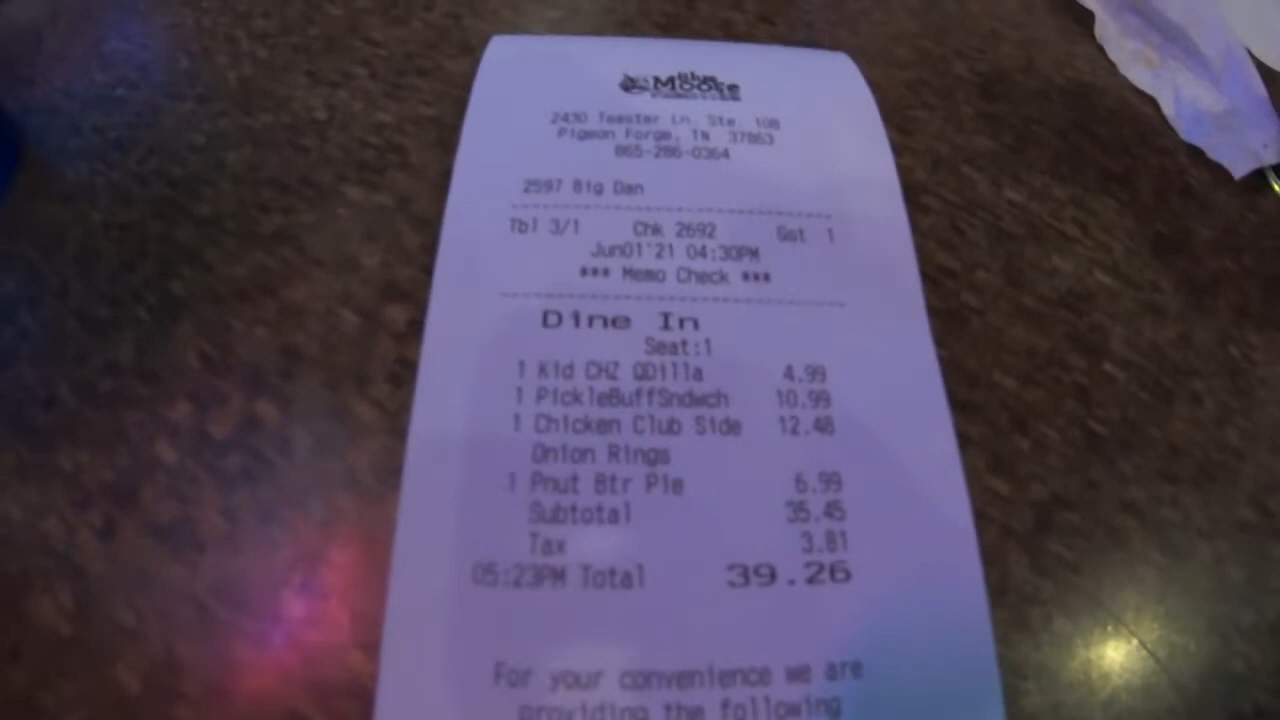 Blue
Moose
2430 Teaster Ln. Ste. 108
Pigeon Forge, TN 37863
865-286-0364
2597 Big Dan
Tbl 3/1 Chk 2692 Gst 1
Jun01'21 04:30PM
*** Memo Check ***
Dine In
Seat:1
1 Kid CHZ QDilla 4.99
1 PickleBuffSndwch 10.99
1 Chicken Club Side 12.48
Onion Rings
1 Pnut Btr Pie 6.99
Subtotal 35.45
Tax 3.81
05:23PM Total 39.26
For your convenience we are
providing the following